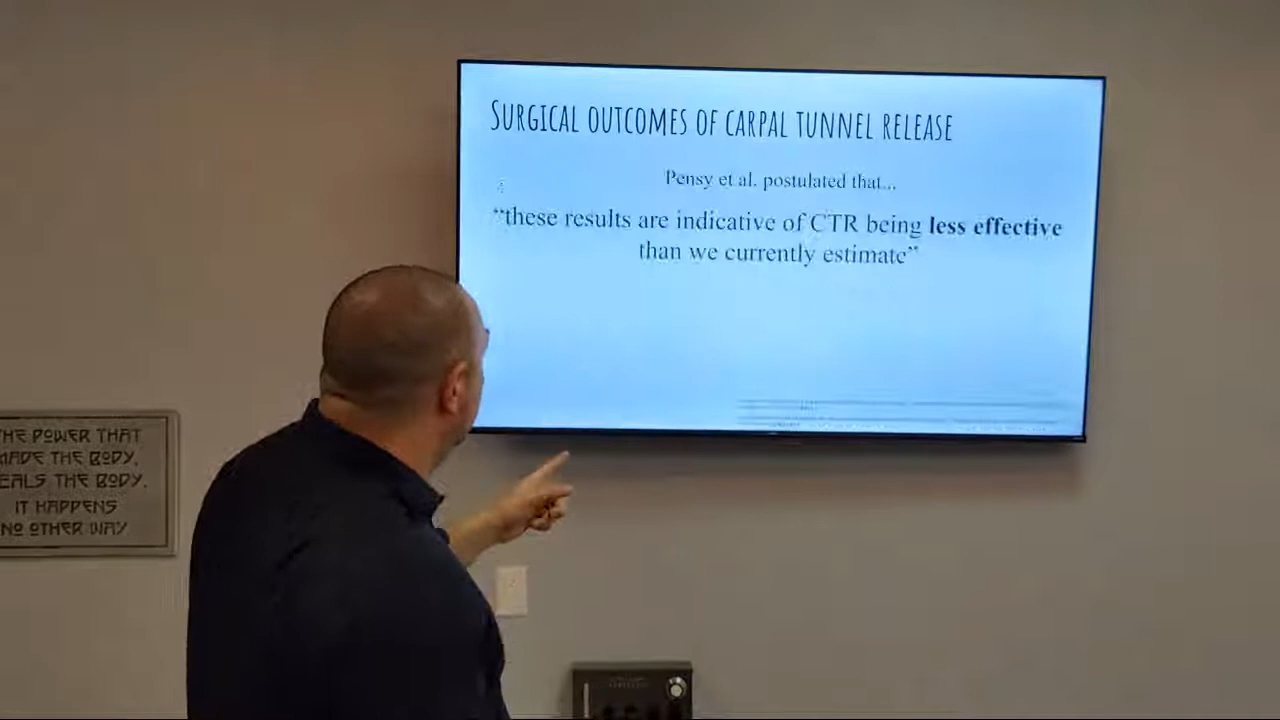 SURGICAL OUTCOMES OF CARPAL TUNNEL RELEASE
Pensy et al. postulated that...
“these results are indicative of CTR being less effective
than we currently estimate”
THE POWER THAT
MADE THE BODY,
EALS THE BODY.
IT HAPPENS
NO OTHER WAY